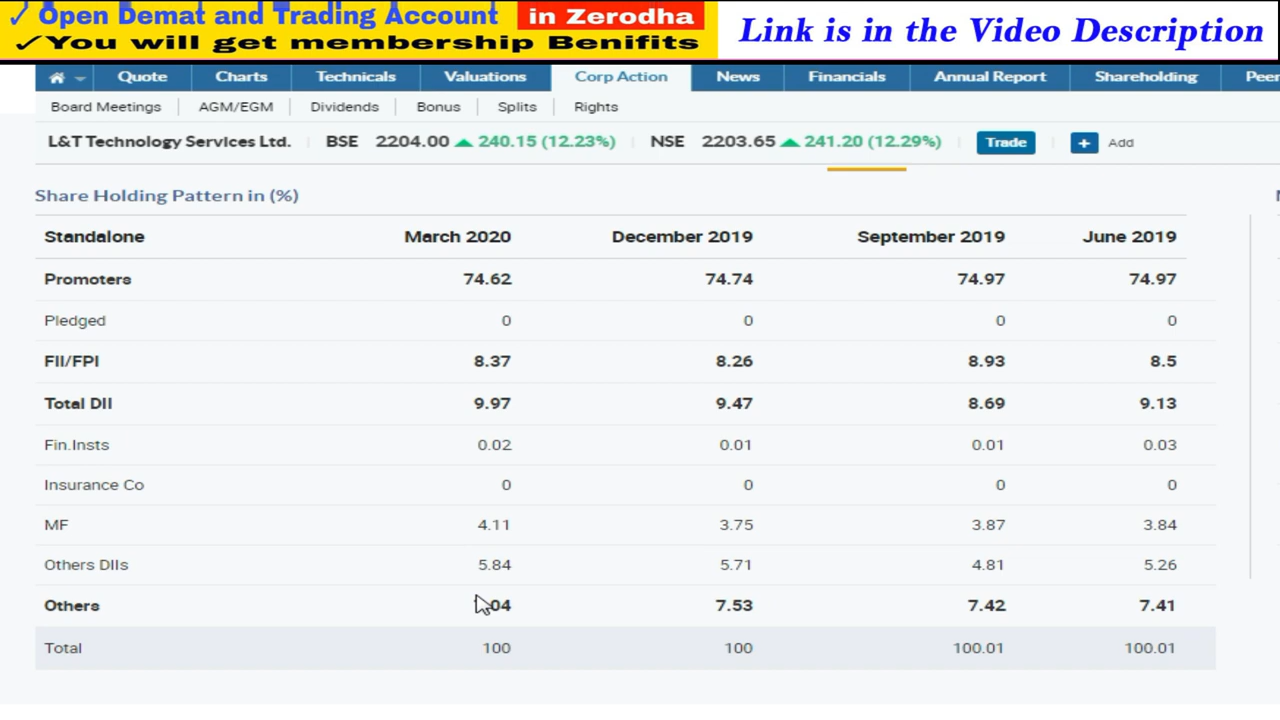 ✓ Open Demat and Trading Account in Zerodha
✓You will get membership Benifits
Link is in the Video Description
Quote Charts Technicals Valuations Corp Action News Financials Annual Report Shareholding
Board Meetings | AGM/EGM | Dividends | Bonus | Splits | Rights
L&T Technology Services Ltd. BSE 2204.00 ▲ 240.15 (12.23%) NSE 2203.65 ▲ 241.20 (12.29%) Trade + Add
Share Holding Pattern in (%)
Standalone March 2020 December 2019 September 2019 June 2019
Promoters 74.62 74.74 74.97 74.97
Pledged 0 0 0 0
FII/FPI 8.37 8.26 8.93 8.5
Total DII 9.97 9.47 8.69 9.13
Fin.Insts 0.02 0.01 0.01 0.03
Insurance Co 0 0 0 0
MF 4.11 3.75 3.87 3.84
Others DIIs 5.84 5.71 4.81 5.26
Others 7.53 7.42 7.41
Total 100 100 100.01 100.01